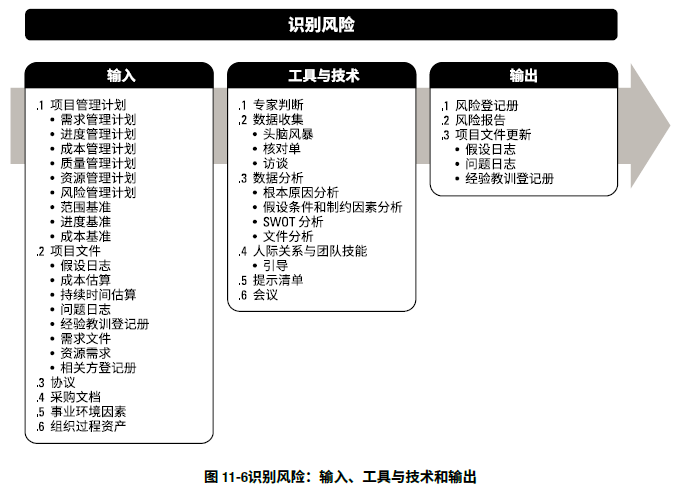 识别风险
输入
.1 项目管理计划
• 需求管理计划
• 进度管理计划
• 成本管理计划
• 质量管理计划
• 资源管理计划
• 风险管理计划
• 范围基准
• 进度基准
• 成本基准
.2 项目文件
• 假设日志
• 成本估算
• 持续时间估算
• 问题日志
• 经验教训登记册
• 需求文件
• 资源需求
• 相关方登记册
.3 协议
.4 采购文档
.5 事业环境因素
.6 组织过程资产
工具与技术
.1 专家判断
.2 数据收集
• 头脑风暴
• 核对单
• 访谈
.3 数据分析
• 根本原因分析
• 假设条件和制约因素分析
• SWOT 分析
• 文件分析
.4 人际关系与团队技能
• 引导
.5 提示清单
.6 会议
输出
.1 风险登记册
.2 风险报告
.3 项目文件更新
• 假设日志
• 问题日志
• 经验教训登记册
图 11-6识别风险：输入、工具与技术和输出